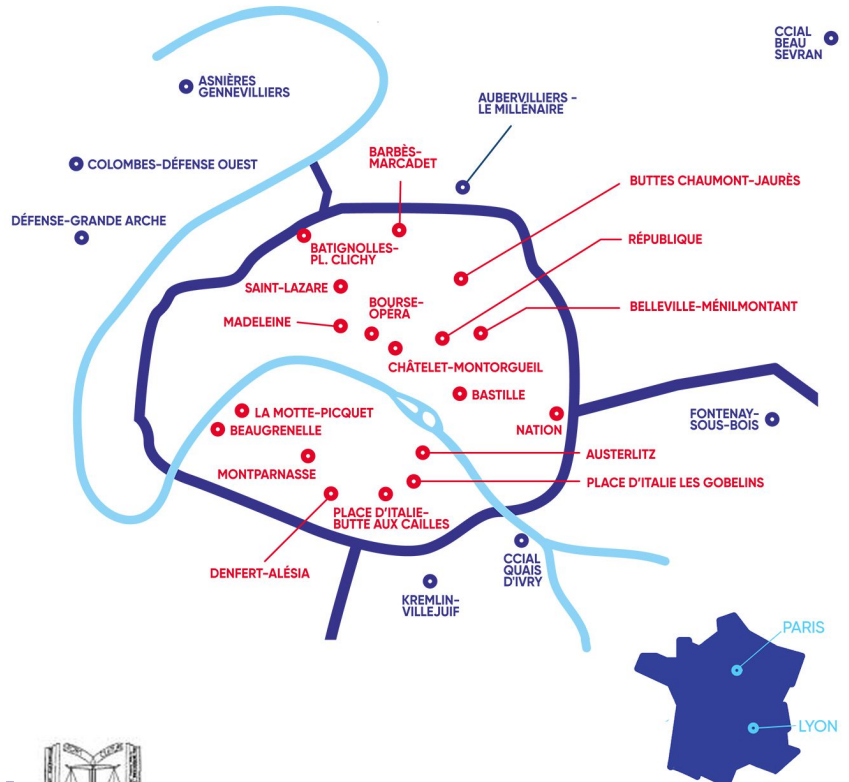 CCIAL
BEAU
SEVRAN
ASNIÈRES
GENNEVILLIERS
AUBERVILLIERS -
LE MILLÉNAIRE
BARBÈS-
MARCADET
COLOMBES-DÉFENSE OUEST
BUTTES CHAUMONT-JAURÈS
DÉFENSE-GRANDE ARCHE
RÉPUBLIQUE
BATIGNOLLES-
PL. CLICHY
SAINT-LAZARE
BOURSE-
OPÉRA
BELLEVILLE-MÉNILMONTANT
MADELEINE
CHÂTELET-MONTORGUEIL
BASTILLE
LA MOTTE-PICQUET
BEAUGRENELLE
NATION
FONTENAY-
SOUS-BOIS
AUSTERLITZ
MONTPARNASSE
PLACE D'ITALIE LES GOBELINS
PLACE D'ITALIE-
BUTTE AUX CAILLES
DENFERT-ALÉSIA
CCIAL
QUAIS
D'IVRY
KREMLIN-
VILLEJUIF
PARIS
LYON